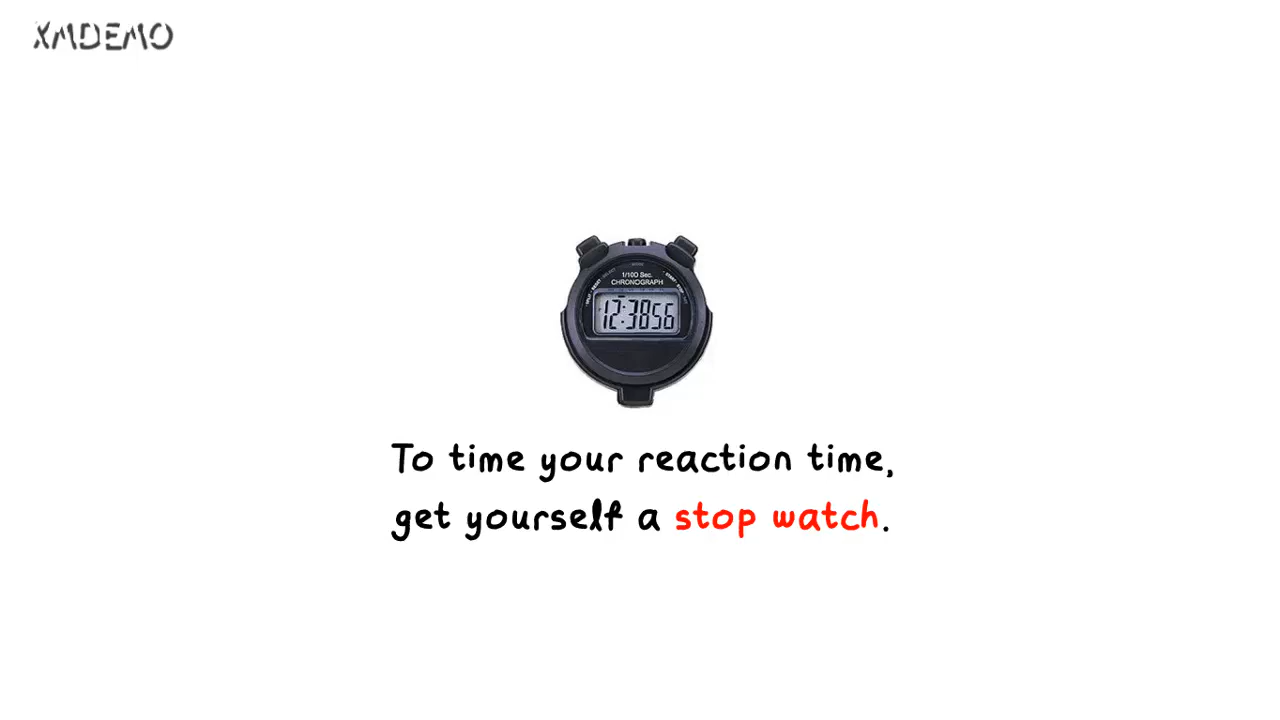 XMDEMO
1/100 Sec.
CHRONOGRAPH
12:3856
To time your reaction time,
get yourself a stop watch.